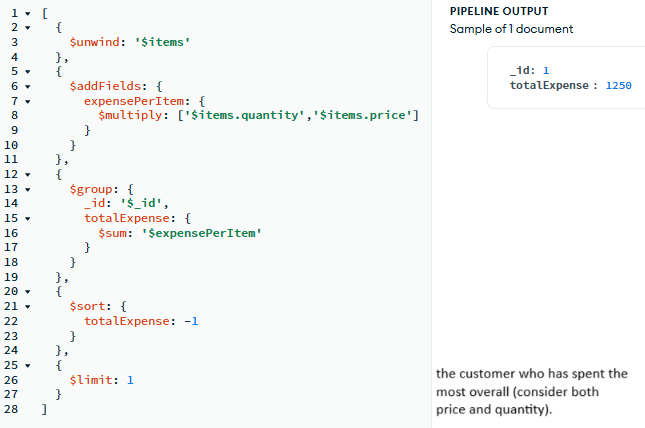 1 [
2 {
3 $unwind: '$items'
4 },
5 {
6 $addFields: {
7 expensePerItem: {
8 $multiply: ['$items.quantity','$items.price']
9 }
10 }
11 },
12 {
13 $group: {
14 _id: '$_id',
15 totalExpense: {
16 $sum: '$expensePerItem'
17 }
18 }
19 },
20 {
21 $sort: {
22 totalExpense: -1
23 }
24 },
25 {
26 $limit: 1
27 }
28 ]
PIPELINE OUTPUT
Sample of 1 document
_id: 1
totalExpense : 1250
the customer who has spent the
most overall (consider both
price and quantity).